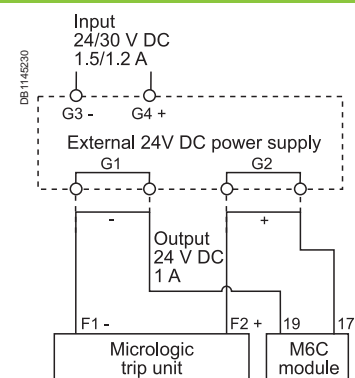 Input
24/30 V DC
1.5/1.2 A
DB1145230
G3 - G4 +
External 24V DC power supply
G1 G2
- +
Output
24 V DC
1 A
F1 - F2 + 19 17
Micrologic
trip unit
M6C
module